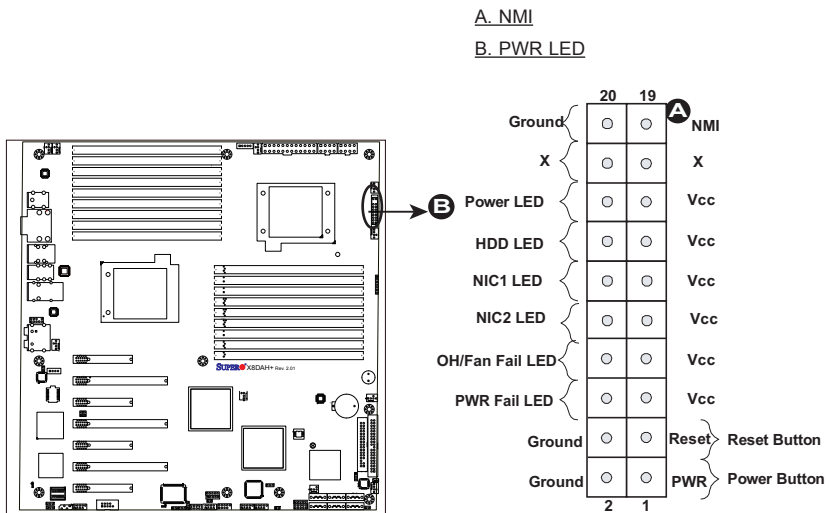 A. NMI
B. PWR LED
20 19
Ground A NMI
X X
B Power LED Vcc
HDD LED Vcc
NIC1 LED Vcc
NIC2 LED Vcc
OH/Fan Fail LED Vcc
PWR Fail LED Vcc
Ground Reset Reset Button
Ground PWR Power Button
2 1
SUPER X8DAH+ Rev. 2.01